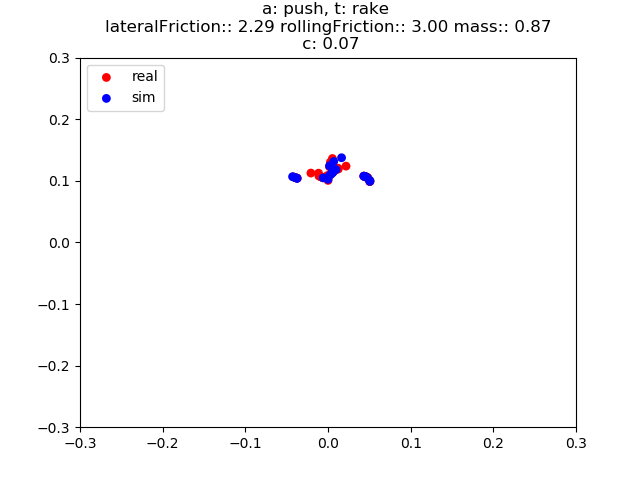 a: push, t: rake
lateralFriction:: 2.29 rollingFriction:: 3.00 mass:: 0.87
c: 0.07
real
sim
0.3
0.2
0.1
0.0
−0.1
−0.2
−0.3
−0.3 −0.2 −0.1 0.0 0.1 0.2 0.3